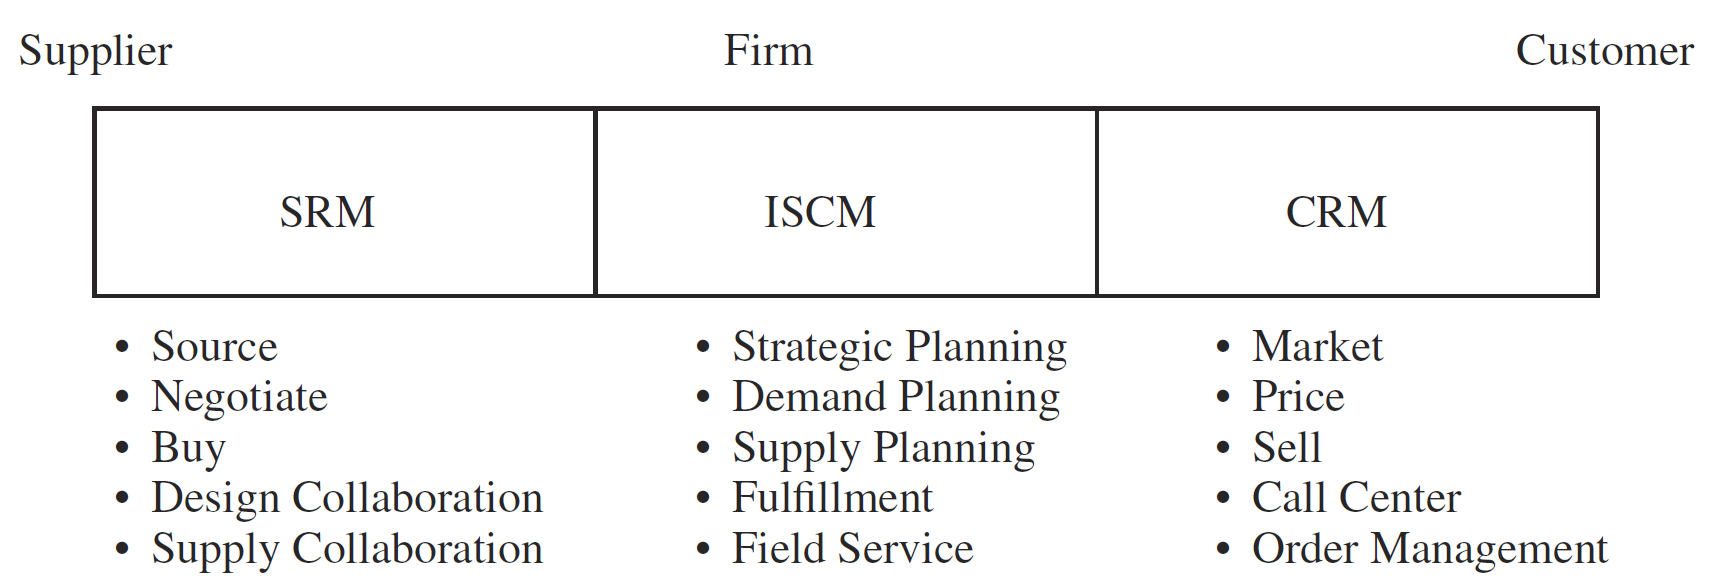 Supplier Firm Customer
SRM ISCM CRM
• Source
• Negotiate
• Buy
• Design Collaboration
• Supply Collaboration
• Strategic Planning
• Demand Planning
• Supply Planning
• Fulfillment
• Field Service
• Market
• Price
• Sell
• Call Center
• Order Management